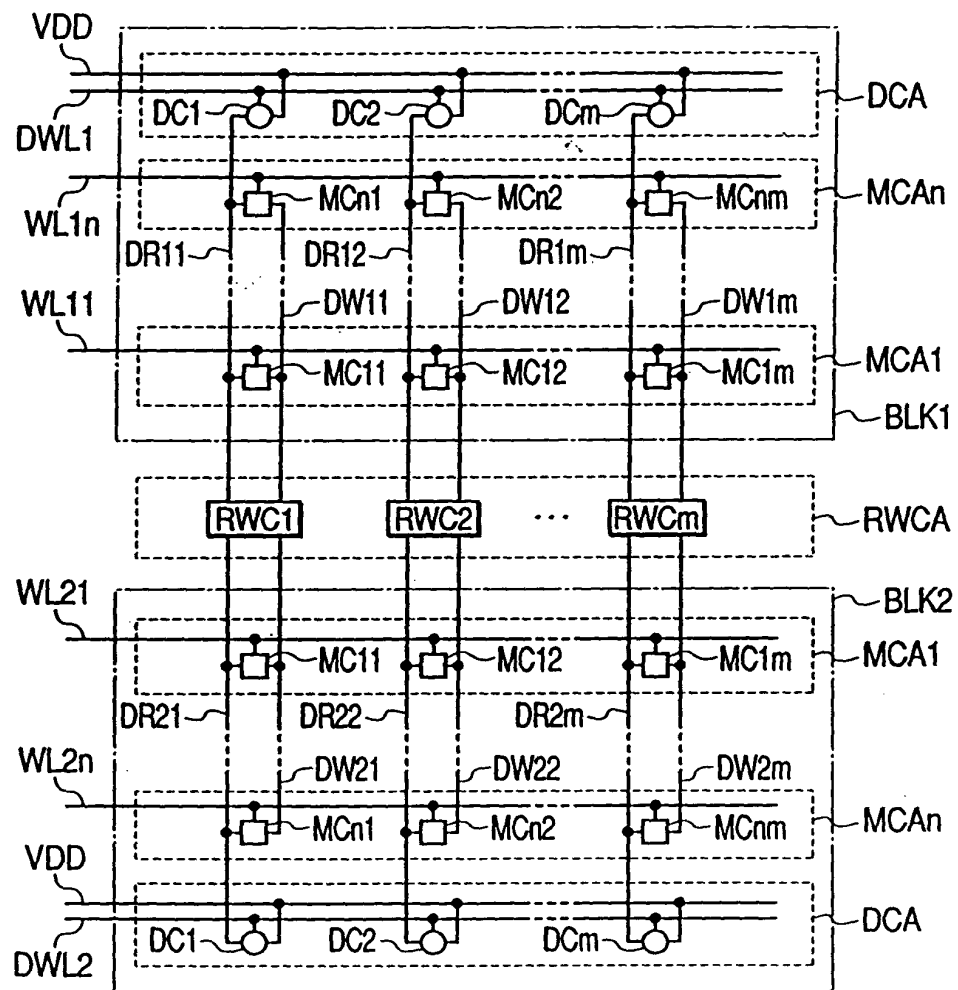 VDD
DCA
DC1 DC2 DCm
DWL1
MCn1 MCn2 MCnm
MCAn
WL1n
DR11 DR12 DR1m
DW11 DW12 DW1m
WL11
MC11 MC12 MC1m
MCA1
BLK1
RWC1 RWC2 ... RWCm
RWCA
WL21
BLK2
MC11 MC12 MC1m
MCA1
DR21 DR22 DR2m
WL2n
DW21 DW22 DW2m
MCn1 MCn2 MCnm
MCAn
VDD
DCA
DC1 DC2 DCm
DWL2